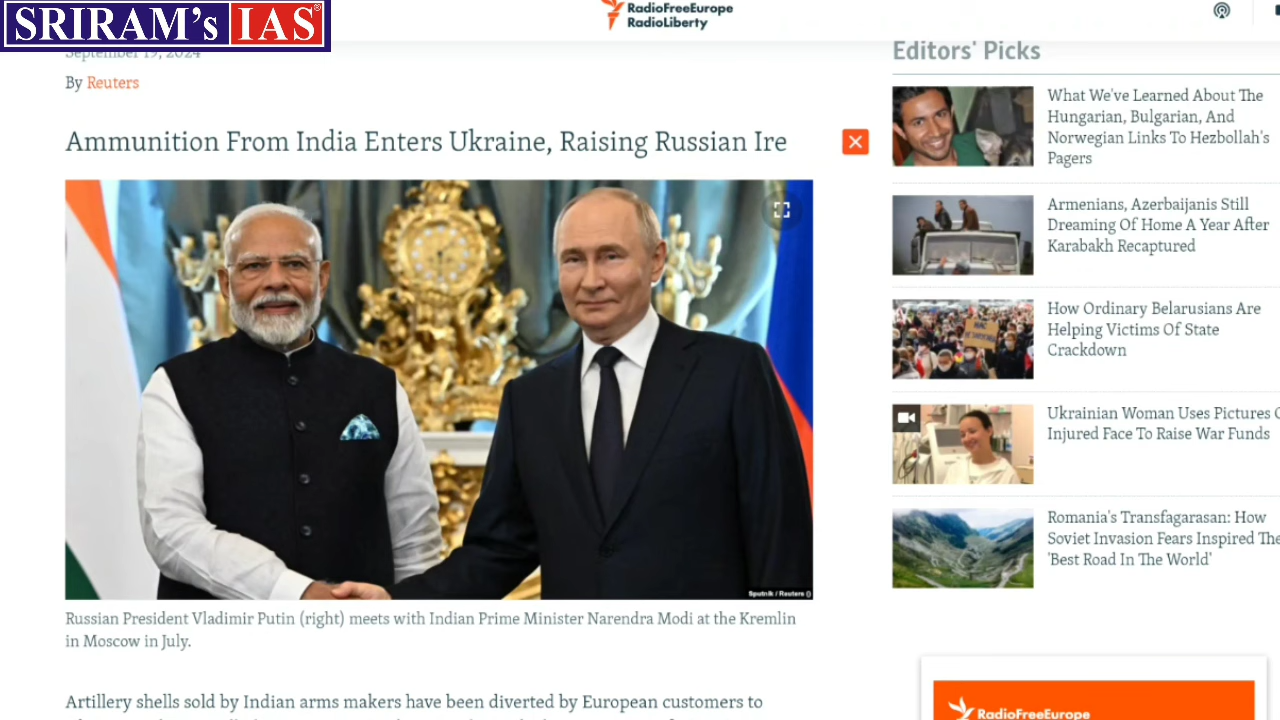 SRIRAM's IAS®
RadioFreeEurope
RadioLiberty
September 19, 2024
By Reuters
Ammunition From India Enters Ukraine, Raising Russian Ire
Sputnik / Reuters ()
Russian President Vladimir Putin (right) meets with Indian Prime Minister Narendra Modi at the Kremlin
in Moscow in July.
Artillery shells sold by Indian arms makers have been diverted by European customers to
Editors' Picks
What We've Learned About The
Hungarian, Bulgarian, And
Norwegian Links To Hezbollah's
Pagers
Armenians, Azerbaijanis Still
Dreaming Of Home A Year After
Karabakh Recaptured
How Ordinary Belarusians Are
Helping Victims Of State
Crackdown
Ukrainian Woman Uses Pictures
Injured Face To Raise War Funds
Romania's Transfagarasan: How
Soviet Invasion Fears Inspired The
'Best Road In The World'
RadioFreeEurope